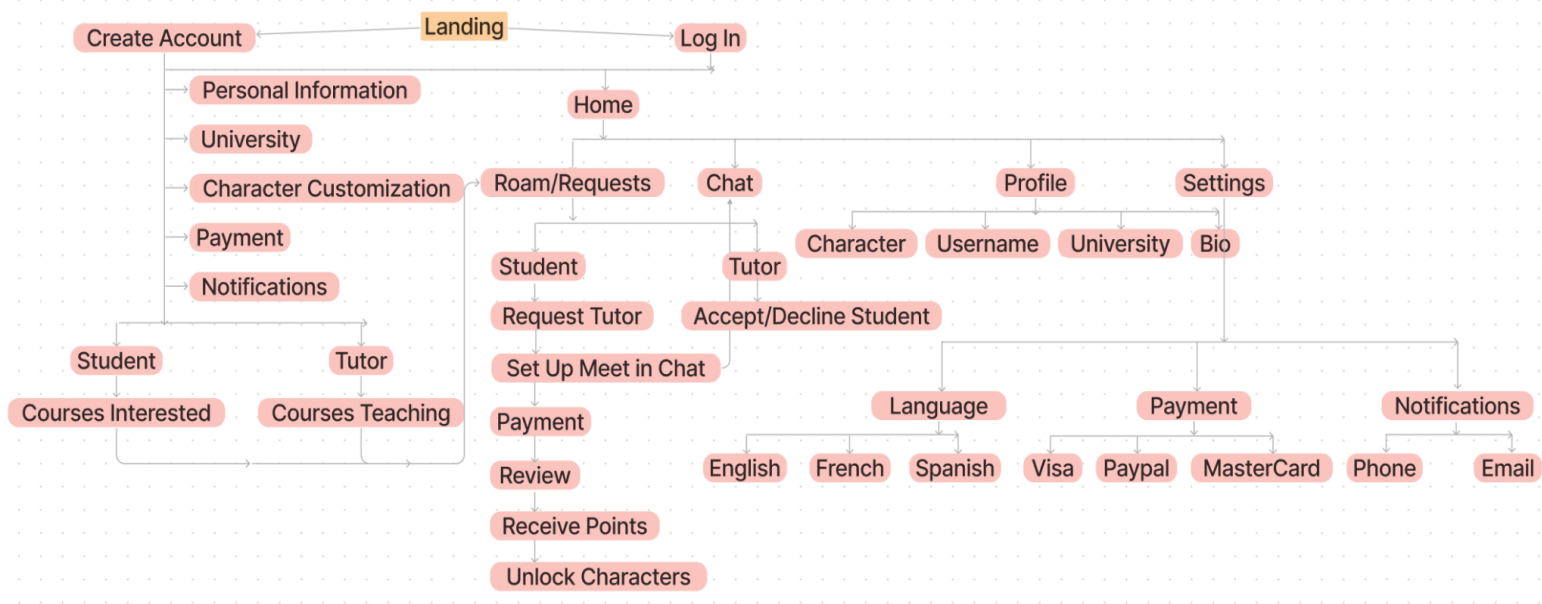 Landing
Create Account
Log In
Personal Information
Home
University
Character Customization
Roam/Requests
Chat
Profile
Settings
Payment
Character
Username
University
Bio
Student
Tutor
Notifications
Request Tutor
Accept/Decline Student
Student
Tutor
Set Up Meet in Chat
Courses Interested
Courses Teaching
Payment
Language
Payment
Notifications
Review
English
French
Spanish
Visa
Paypal
MasterCard
Phone
Email
Receive Points
Unlock Characters